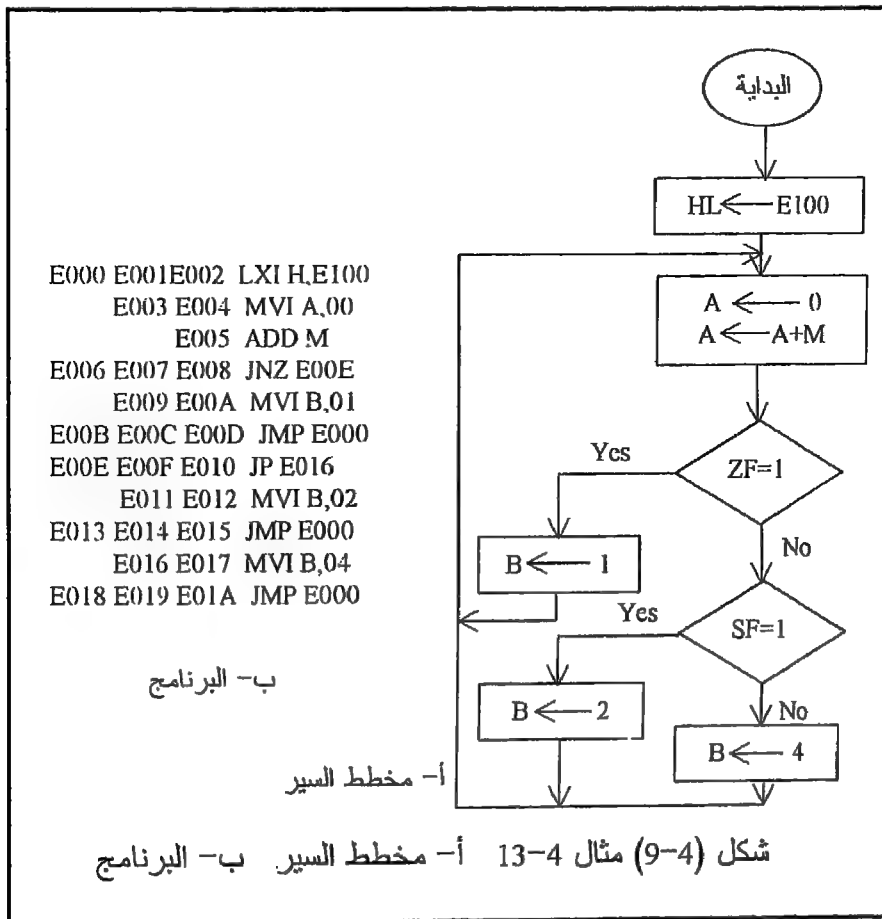 البداية
HL ← E100
A ← 0
A ← A+M
ZF=1
Yes
No
B ← 1
SF=1
Yes
No
B ← 2
B ← 4
أ- مخطط السير
E000 E001E002 LXI H,E100
E003 E004 MVI A,00
E005 ADD M
E006 E007 E008 JNZ E00E
E009 E00A MVI B,01
E00B E00C E00D JMP E000
E00E E00F E010 JP E016
E011 E012 MVI B,02
E013 E014 E015 JMP E000
E016 E017 MVI B,04
E018 E019 E01A JMP E000
ب- البرنامج
شكل (4-9) مثال 4-13 أ- مخطط السير ب- البرنامج